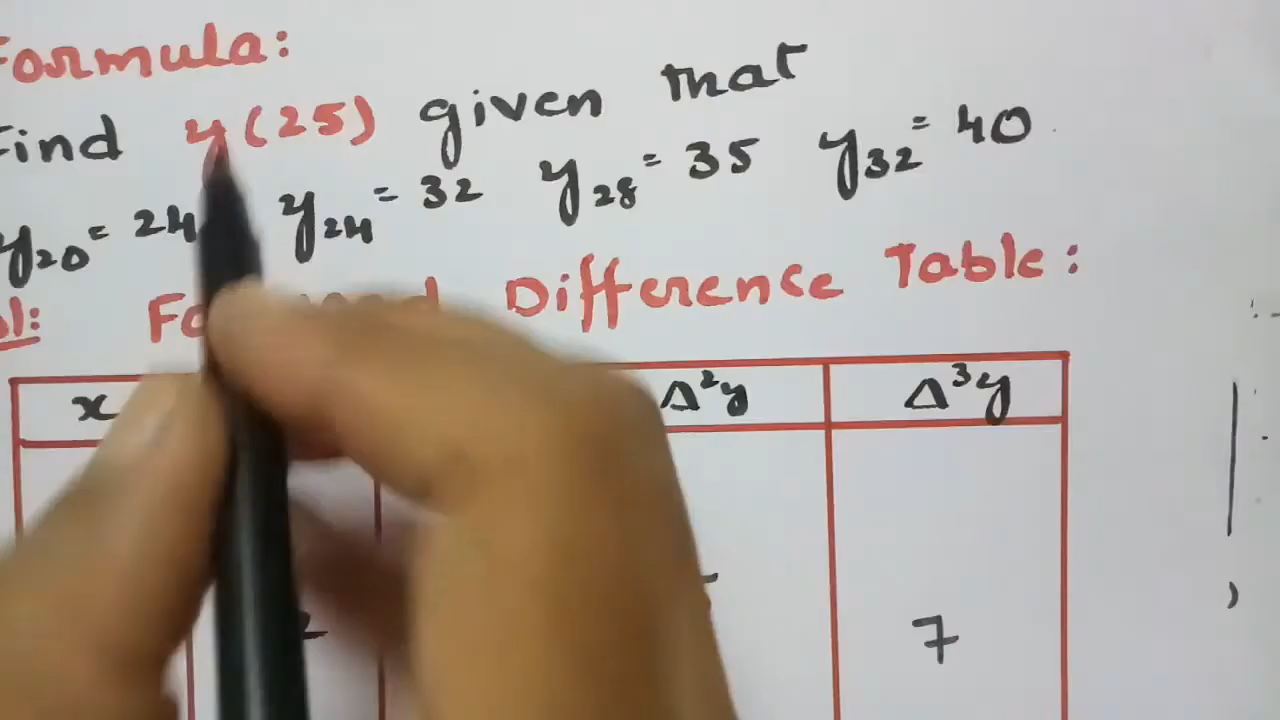 Formula:
Find y(25) given that
y₂₀ = 24 y₂₄ = 32 y₂₈ = 35 y₃₂ = 40
Difference Table:
x Δ²y Δ³y
7